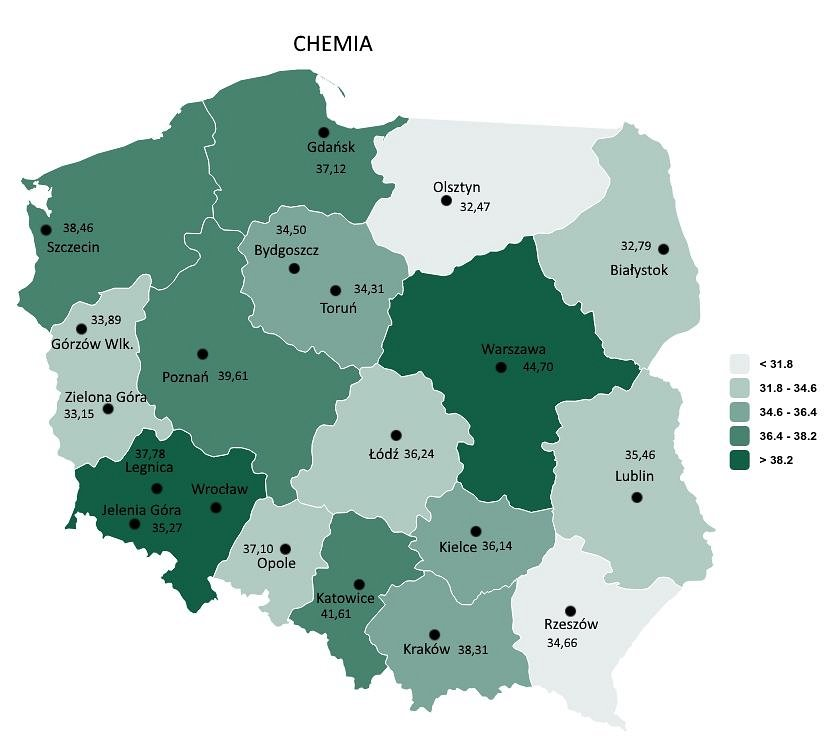 CHEMIA
Gdańsk
37,12
Olsztyn
32,47
38,46
Szczecin
34,50
Bydgoszcz
34,31
Toruń
32,79
Białystok
33,89
Górzów Wlk.
Zielona Góra
33,15
Poznań 39,61
Warszawa
44,70
< 31.8
31.8 - 34.6
34.6 - 36.4
36.4 - 38.2
> 38.2
Łódź 36,24
35,46
Lublin
37,78
Legnica
Wrocław
Jelenia Góra
35,27
37,10
Opole
Kielce 36,14
Katowice
41,61
Kraków 38,31
Rzeszów
34,66